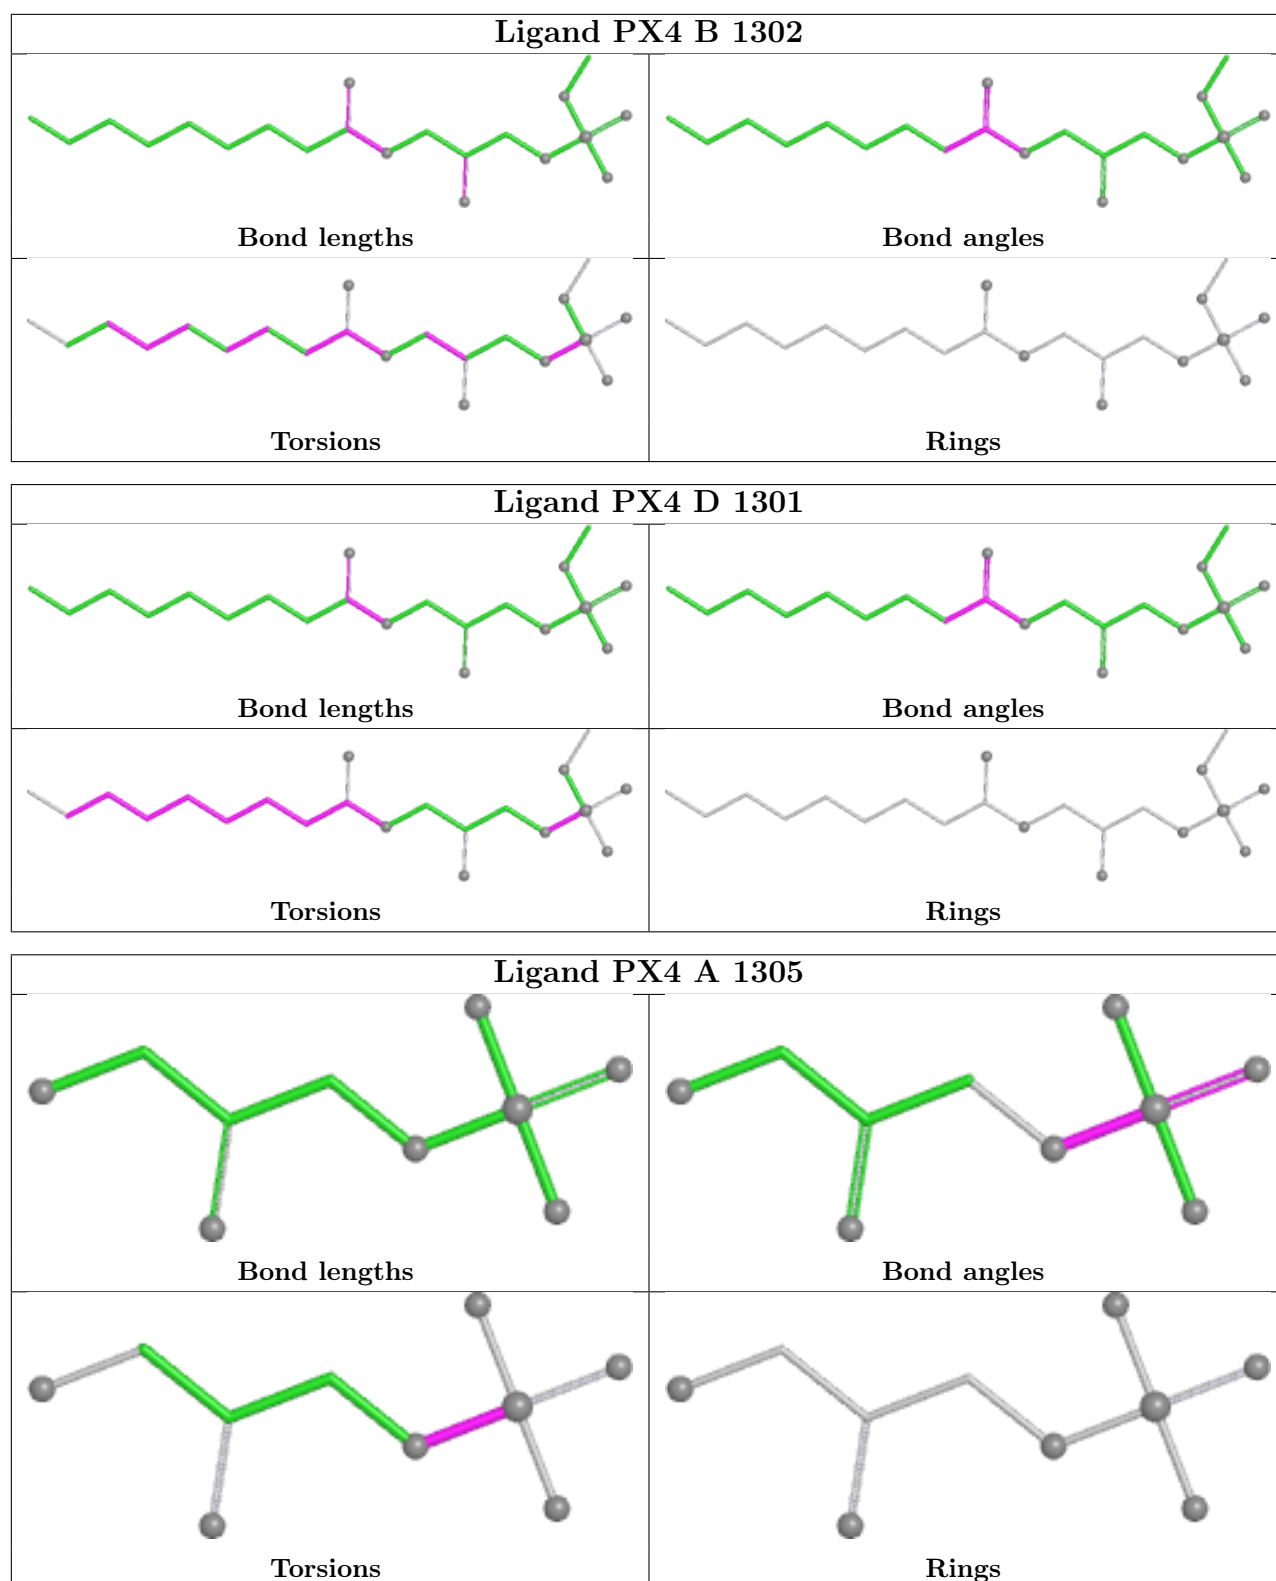 Ligand PX4 B 1302
Bond lengths
Bond angles
Torsions
Rings
Ligand PX4 D 1301
Bond lengths
Bond angles
Torsions
Rings
Ligand PX4 A 1305
Bond lengths
Bond angles
Torsions
Rings